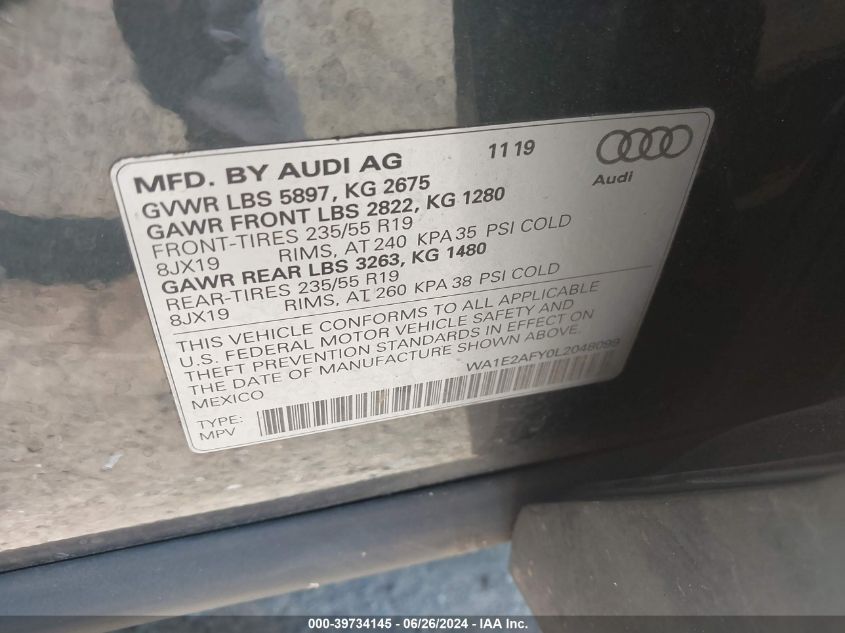 MFD. BY AUDI AG 11 19
Audi
GVWR LBS 5897, KG 2675
GAWR FRONT LBS 2822, KG 1280
FRONT-TIRES 235/55 R19
8JX19 RIMS, AT 240 KPA 35 PSI COLD
GAWR REAR LBS 3263, KG 1480
REAR-TIRES 235/55 R19
8JX19 RIMS, AT 260 KPA 38 PSI COLD
THIS VEHICLE CONFORMS TO ALL APPLICABLE
U.S. FEDERAL MOTOR VEHICLE SAFETY AND
THEFT PREVENTION STANDARDS IN EFFECT ON
THE DATE OF MANUFACTURE SHOWN ABOVE.
MEXICO WA1E2AFY0L2048099
TYPE:
MPV
000-39734145 - 06/26/2024 - IAA Inc.